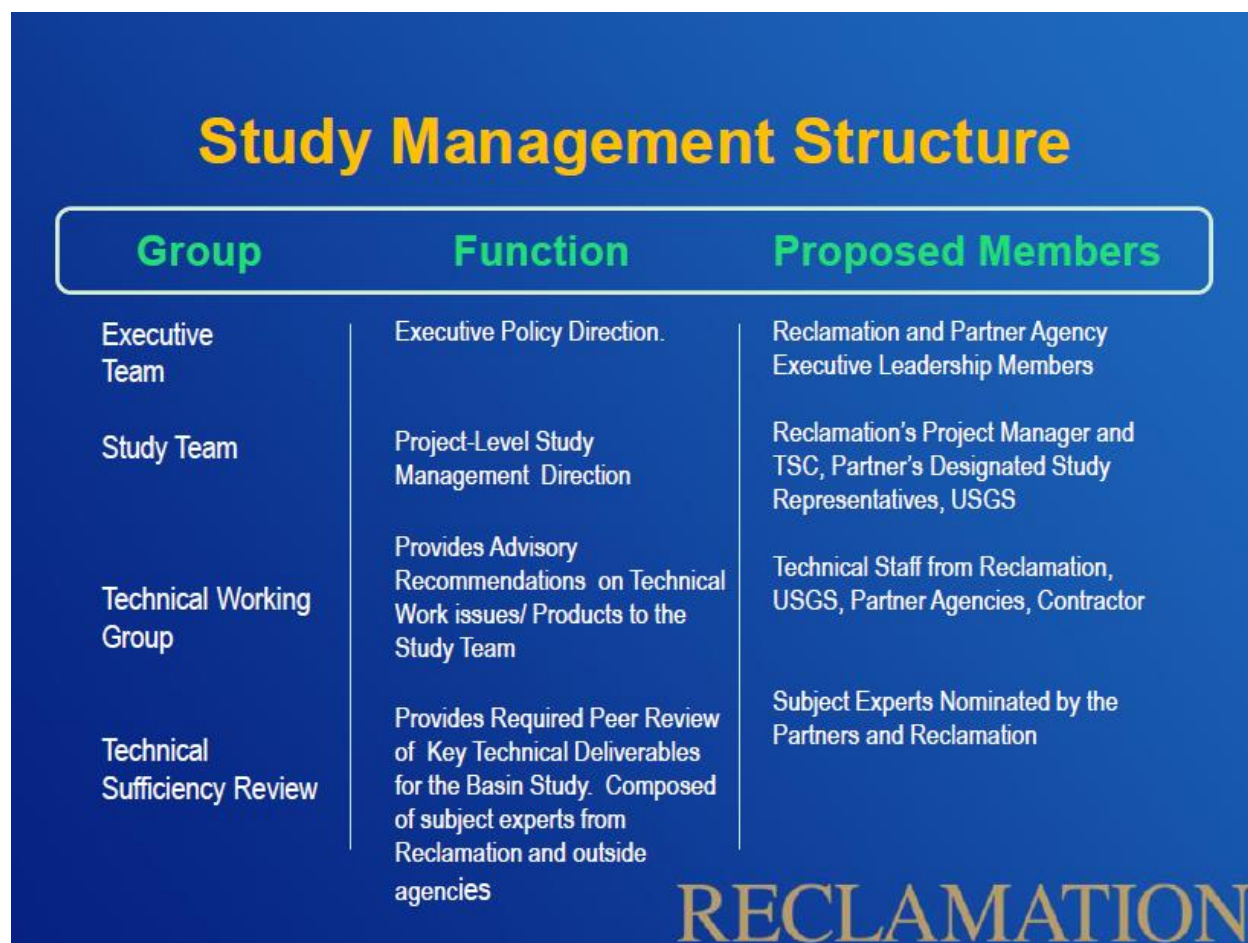 Study Management Structure
Group Function Proposed Members
Executive
Team
Executive Policy Direction.
Reclamation and Partner Agency
Executive Leadership Members
Study Team
Project-Level Study
Management Direction
Reclamation's Project Manager and
TSC, Partner's Designated Study
Representatives, USGS
Technical Working
Group
Provides Advisory
Recommendations on Technical
Work issues/ Products to the
Study Team
Technical Staff from Reclamation,
USGS, Partner Agencies, Contractor
Technical
Sufficiency Review
Provides Required Peer Review
of Key Technical Deliverables
for the Basin Study. Composed
of subject experts from
Reclamation and outside
agencies
Subject Experts Nominated by the
Partners and Reclamation
RECLAMATION